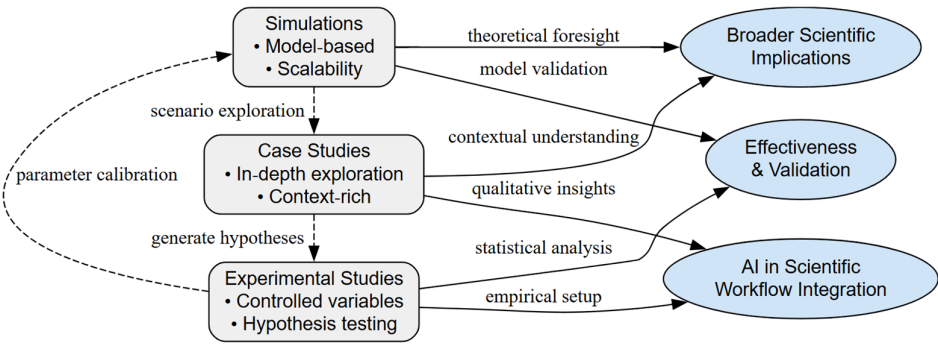 Simulations
• Model-based
• Scalability
theoretical foresight
Broader Scientific
Implications
model validation
scenario exploration
Case Studies
• In-depth exploration
• Context-rich
contextual understanding
Effectiveness
& Validation
parameter calibration
qualitative insights
generate hypotheses
statistical analysis
Experimental Studies
• Controlled variables
• Hypothesis testing
empirical setup
AI in Scientific
Workflow Integration